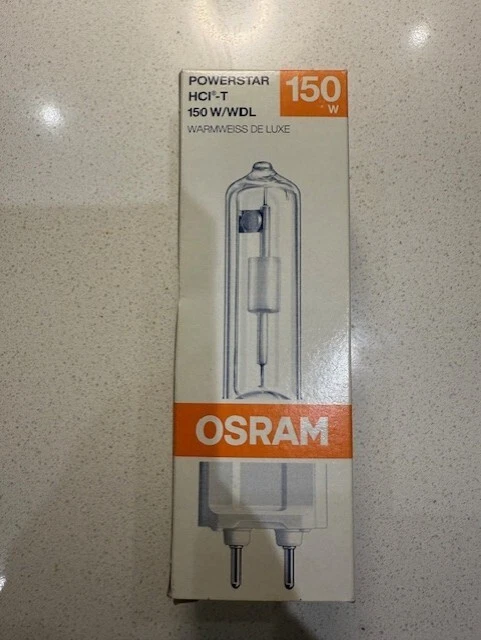 POWERSTAR
HCI®-T
150 W/WDL
WARMWEISS DE LUXE
150
W
OSRAM